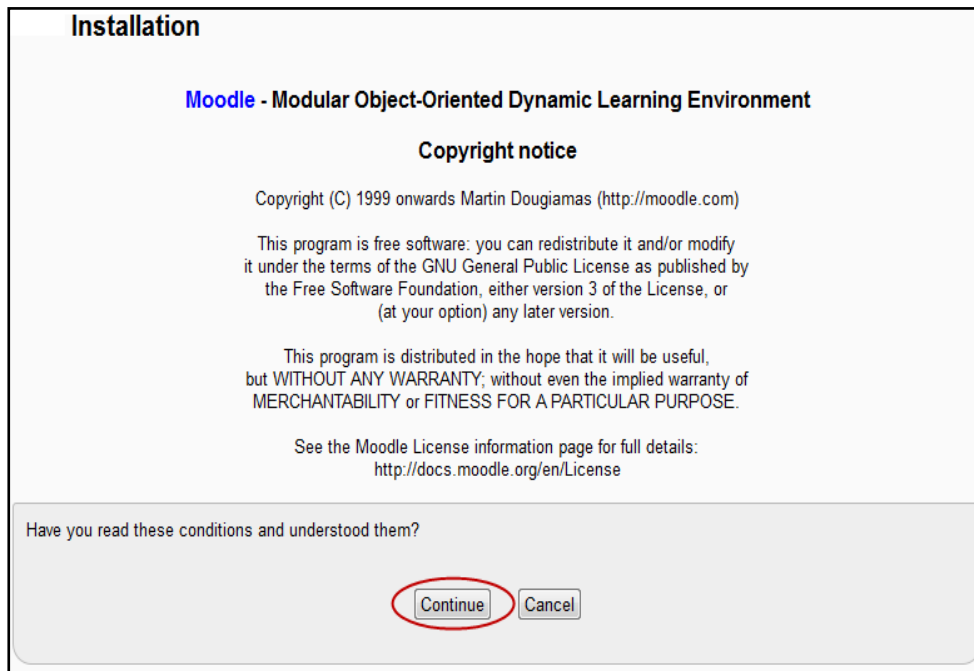 Installation
Moodle - Modular Object-Oriented Dynamic Learning Environment
Copyright notice
Copyright (C) 1999 onwards Martin Dougiamas (http://moodle.com)
This program is free software: you can redistribute it and/or modify
it under the terms of the GNU General Public License as published by
the Free Software Foundation, either version 3 of the License, or
(at your option) any later version.
This program is distributed in the hope that it will be useful,
but WITHOUT ANY WARRANTY; without even the implied warranty of
MERCHANTABILITY or FITNESS FOR A PARTICULAR PURPOSE.
See the Moodle License information page for full details:
http://docs.moodle.org/en/License
Have you read these conditions and understood them?
Continue Cancel